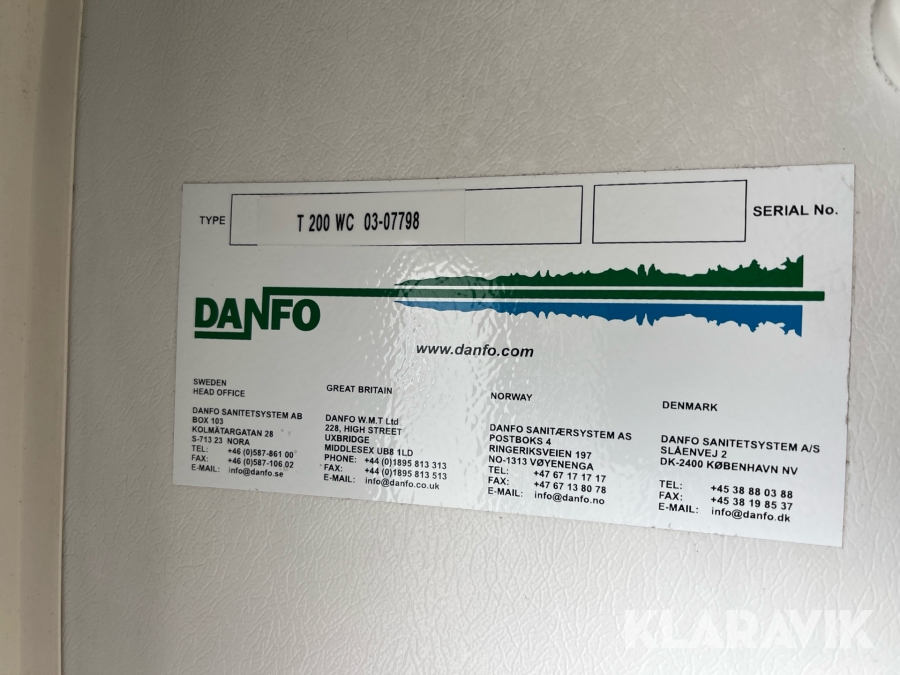 TYPE T 200 WC 03-07798 SERIAL No.
DANFO
www.danfo.com
SWEDEN
HEAD OFFICE
DANFO SANITETSYSTEM AB
BOX 103
KOLMÄTARGATAN 28
S-713 23 NORA
TEL: +46 (0)587-861 00
FAX: +46 (0)587-106 02
E-MAIL: info@danfo.se
GREAT BRITAIN
DANFO W.M.T Ltd
228, HIGH STREET
UXBRIDGE
MIDDLESEX UB8 1LD
PHONE: +44 (0)1895 813 313
FAX: +44 (0)1895 813 513
E-MAIL: info@danfo.co.uk
NORWAY
DANFO SANITÆRSYSTEM AS
POSTBOKS 4
RINGERIKSVEIEN 197
NO-1313 VØYENENGA
TEL: +47 67 17 17 17
FAX: +47 67 13 80 78
E-MAIL: info@danfo.no
DENMARK
DANFO SANITETSYSTEM A/S
SLÅENVEJ 2
DK-2400 KØBENHAVN NV
TEL: +45 38 88 03 88
FAX: +45 38 19 85 37
E-MAIL: info@danfo.dk
KLARAVIK